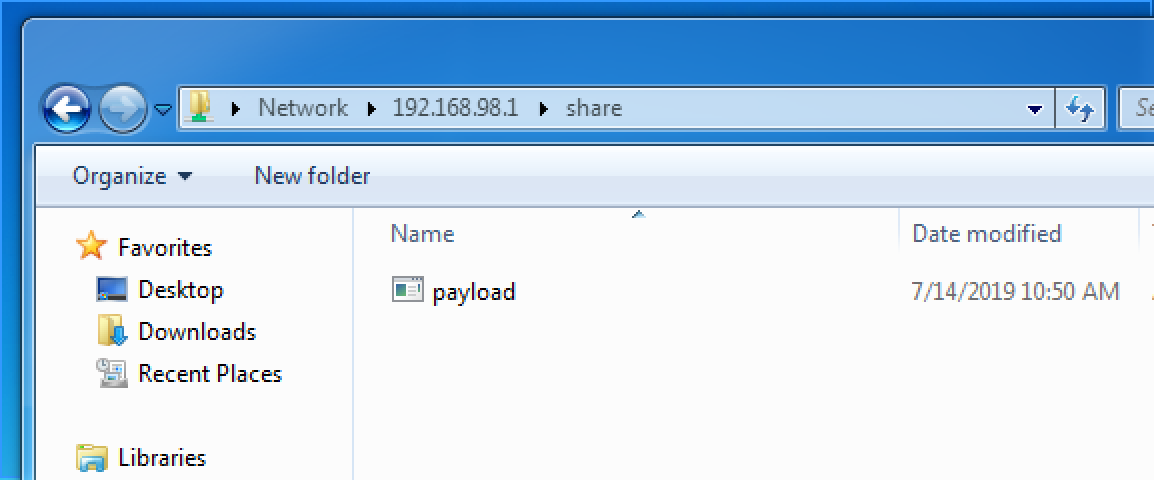 Network 192.168.98.1 share Se
Organize New folder
Name Date modified
Favorites
Desktop
Downloads
Recent Places
Libraries
payload 7/14/2019 10:50 AM